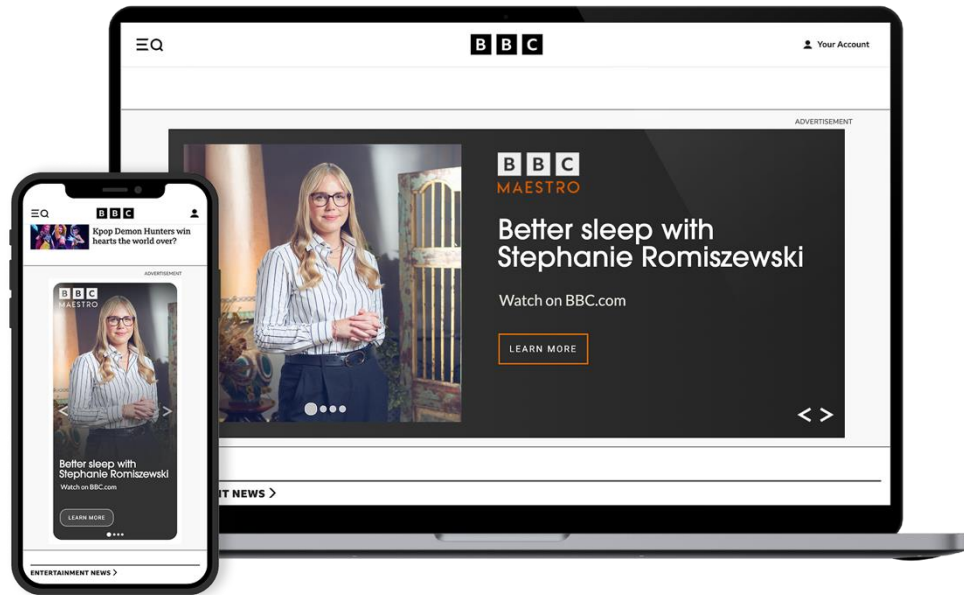 BBC
Your Account
ADVERTISEMENT
BBC
MAESTRO
Better sleep with
Stephanie Romiszewski
Watch on BBC.com
LEARN MORE
< >
NT NEWS >
BBC
Kpop Demon Hunters win
hearts the world over?
ADVERTISEMENT
BBC
MAESTRO
< >
Better sleep with
Stephanie Romiszewski
Watch on BBC.com
LEARN MORE
ENTERTAINMENT NEWS >